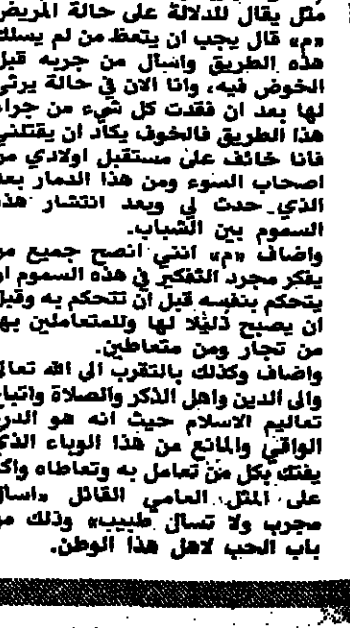 مثل يقال للدلالة على حالة المريض
«م» قال يجب ان يتعظ من لم يسلك
هذه الطريق واسأل من جربه قبل
الخوض فيه، وانا الان في حالة يرثى
لها بعد ان فقدت كل شيء من جراء
هذا الطريق فالخوف يكاد ان يقتلني
فانا خائف على مستقبل اولادي من
اصحاب السوء ومن هذا الدمار بعد
الذي حدث لي وبعد انتشار هذه
السموم بين الشباب.
واضاف «م» انني انصح جميع من
يفكر مجرد التفكير في هذه السموم او
يتحكم بنفسه قبل ان تتحكم به وقبل
ان يصبح ذليلا لها وللمتعاملين بها
من تجار ومن متعاطين.
واضاف وكذلك بالتقرب الى الله تعالى
والى الدين واهل الذكر والصلاة واتباع
تعاليم الاسلام حيث انه هو الدرع
الواقي والمانع من هذا الوباء الذي
يفتك بكل من تعامل به وتعاطاه واكد
على المثل العامي القائل «اسأل
مجرب ولا تسأل طبيب» وذلك من
باب الحب لاهل هذا الوطن.